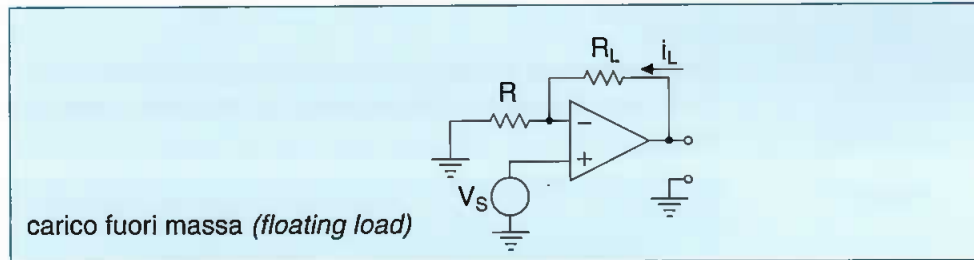 R_L
i_L
R
−
+
V_S
carico fuori massa (floating load)